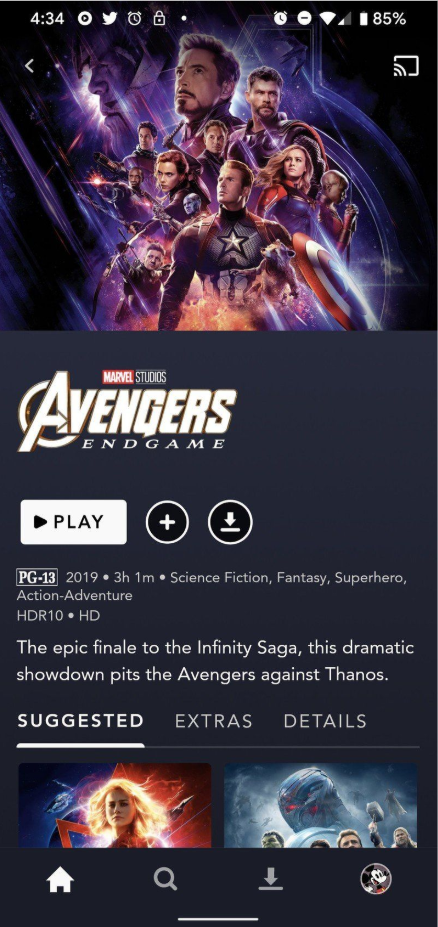 4:34 85%
MARVEL STUDIOS
AVENGERS
ENDGAME
PLAY
PG-13 2019 • 3h 1m • Science Fiction, Fantasy, Superhero,
Action-Adventure
HDR10 • HD
The epic finale to the Infinity Saga, this dramatic
showdown pits the Avengers against Thanos.
SUGGESTED EXTRAS DETAILS